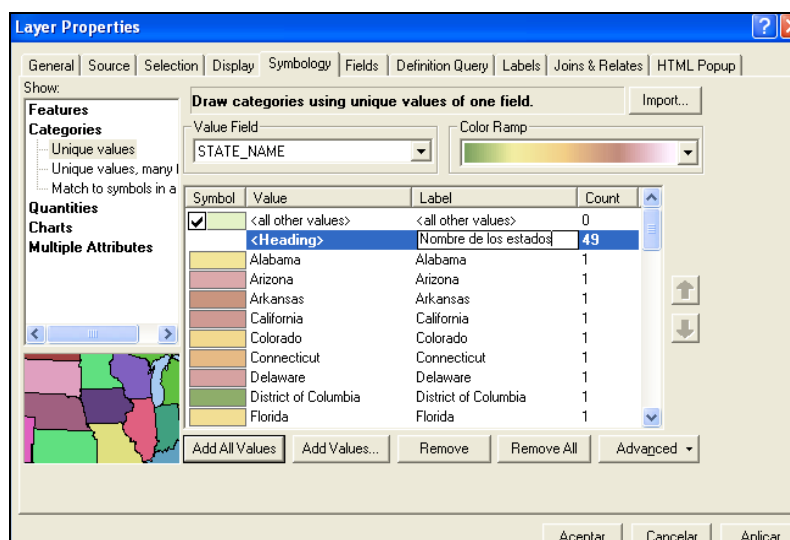 Layer Properties
General Source Selection Display Symbology Fields Definition Query Labels Joins & Relates HTML Popup
Show:
Features
Categories
Unique values
Unique values, many
Match to symbols in a
Quantities
Charts
Multiple Attributes
Draw categories using unique values of one field.
Import...
Value Field
STATE_NAME
Color Ramp
Symbol Value Label Count
<all other values> <all other values> 0
<Heading> Nombre de los estados 49
Alabama Alabama 1
Arizona Arizona 1
Arkansas Arkansas 1
California California 1
Colorado Colorado 1
Connecticut Connecticut 1
Delaware Delaware 1
District of Columbia District of Columbia 1
Florida Florida 1
Add All Values Add Values... Remove Remove All Advanced
Aceptar Cancelar Aplicar